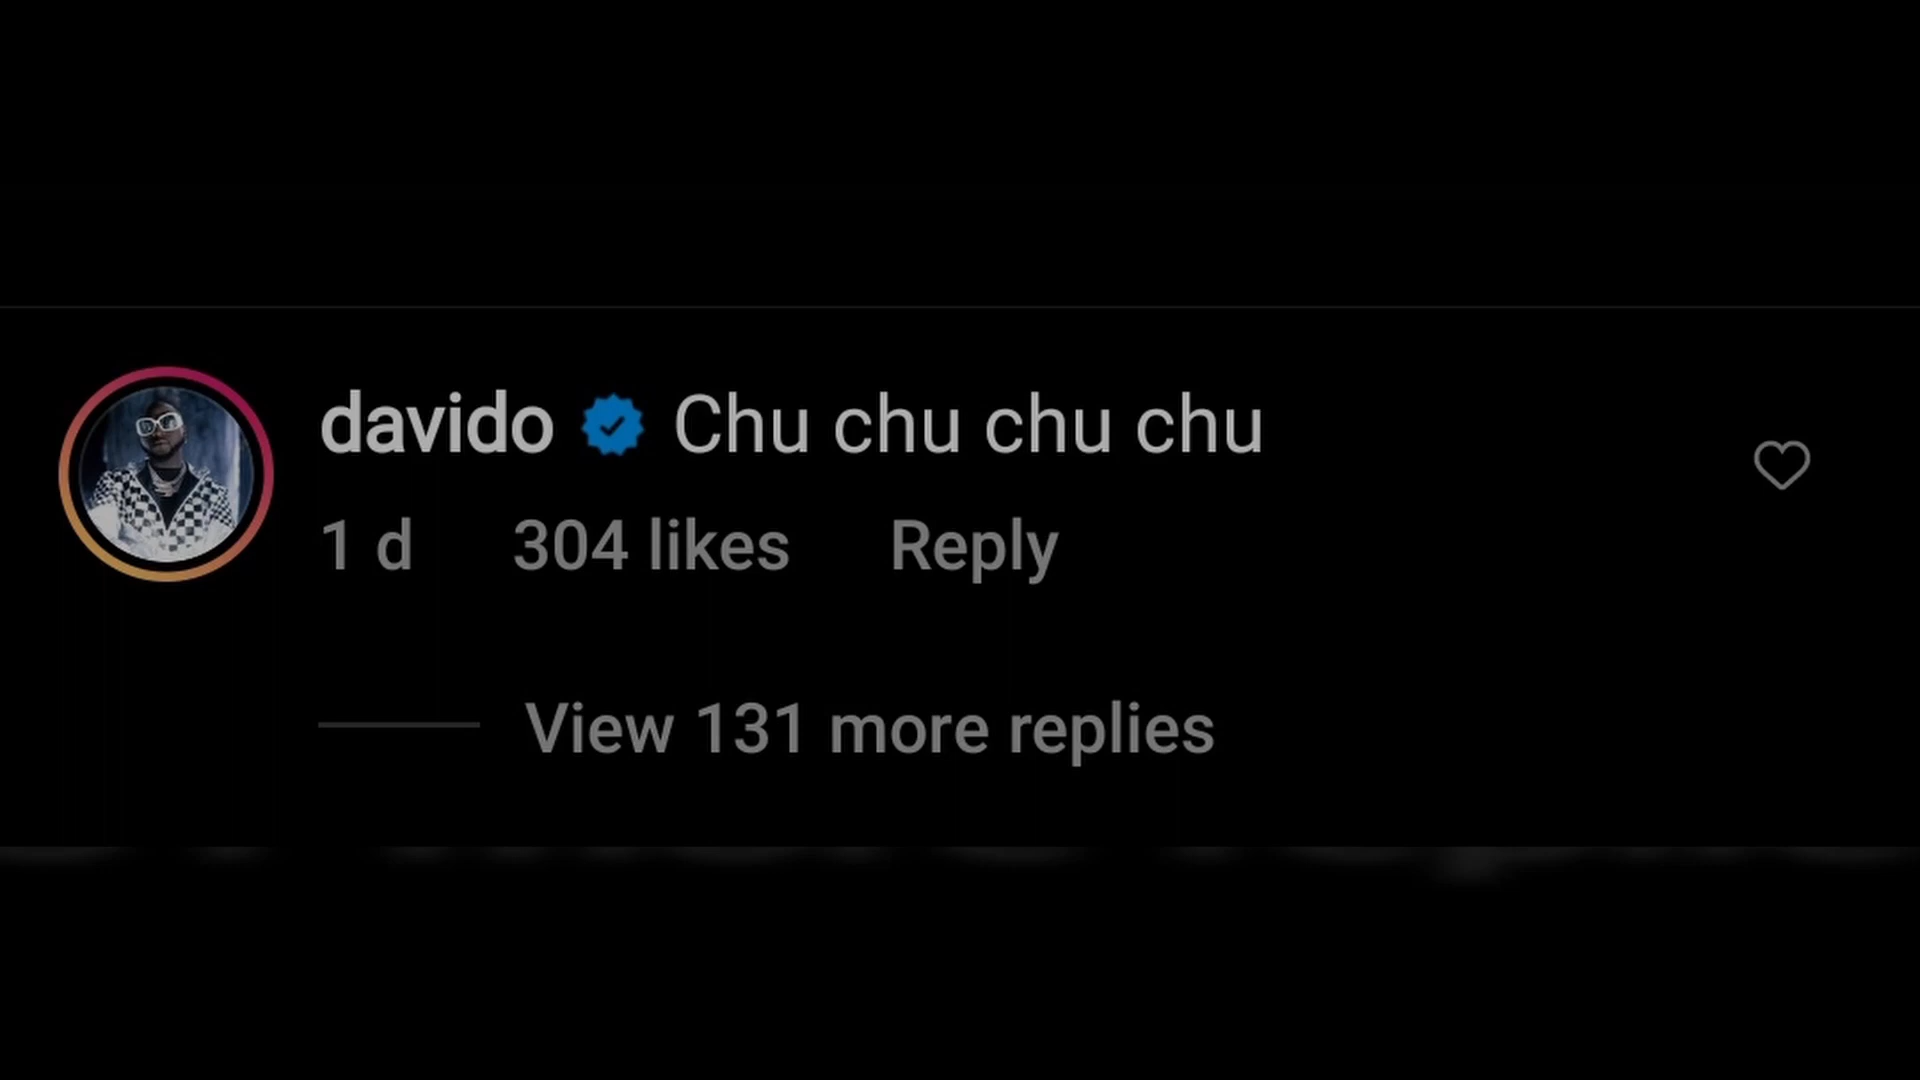 davido Chu chu chu chu
1 d 304 likes Reply
View 131 more replies